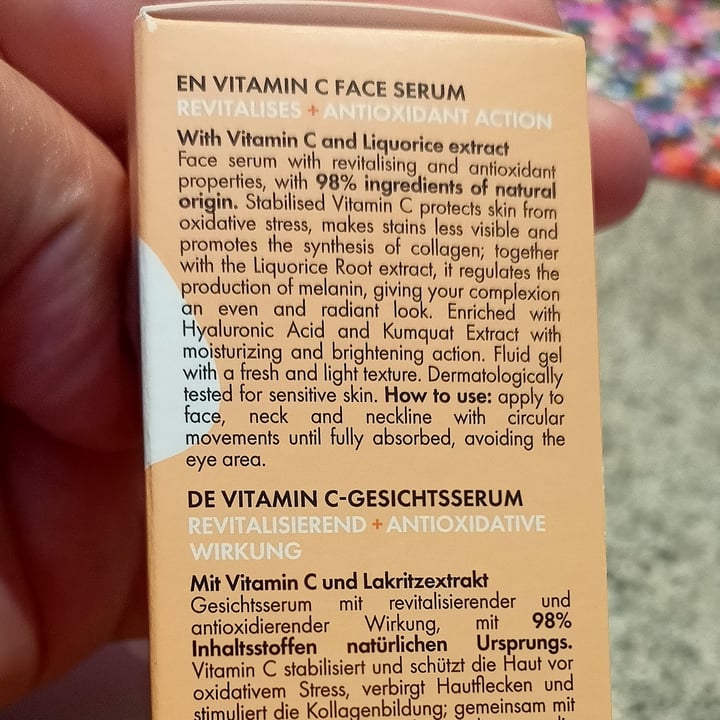 EN VITAMIN C FACE SERUM
REVITALISES + ANTIOXIDANT ACTION
With Vitamin C and Liquorice extract
Face serum with revitalising and antioxidant
properties, with 98% ingredients of natural
origin. Stabilised Vitamin C protects skin from
oxidative stress, makes stains less visible and
promotes the synthesis of collagen; together
with the Liquorice Root extract, it regulates the
production of melanin, giving your complexion
an even and radiant look. Enriched with
Hyaluronic Acid and Kumquat Extract with
moisturizing and brightening action. Fluid gel
with a fresh and light texture. Dermatologically
tested for sensitive skin. How to use: apply to
face, neck and neckline with circular
movements until fully absorbed, avoiding the
eye area.
DE VITAMIN C-GESICHTSSERUM
REVITALISIEREND + ANTIOXIDATIVE
WIRKUNG
Mit Vitamin C und Lakritzextrakt
Gesichtsserum mit revitalisierender und
antioxidierender Wirkung, mit 98%
Inhaltsstoffen natürlichen Ursprungs.
Vitamin C stabilisiert und schützt die Haut vor
oxidativem Stress, verbirgt Hautflecken und
stimuliert die Kollagenbildung; gemeinsam mit